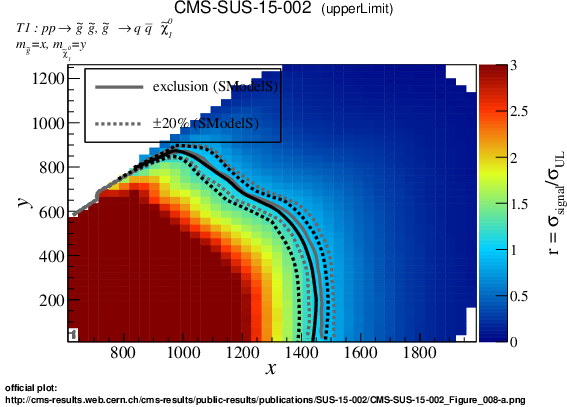 CMS-SUS-15-002 (upperLimit)
T1 : pp → g̃ g̃, g̃ → q q̄ χ̃₁⁰
m_g̃=x, m_χ̃₁⁰=y
exclusion (SModelS)
±20% (SModelS)
1200
1000
800
600
400
200
y
800 1000 1200 1400 1600 1800
x
3
2.5
2
1.5
1
0.5
0
r = σ_signal/σ_UL
official plot:
http://cms-results.web.cern.ch/cms-results/public-results/publications/SUS-15-002/CMS-SUS-15-002_Figure_008-a.png